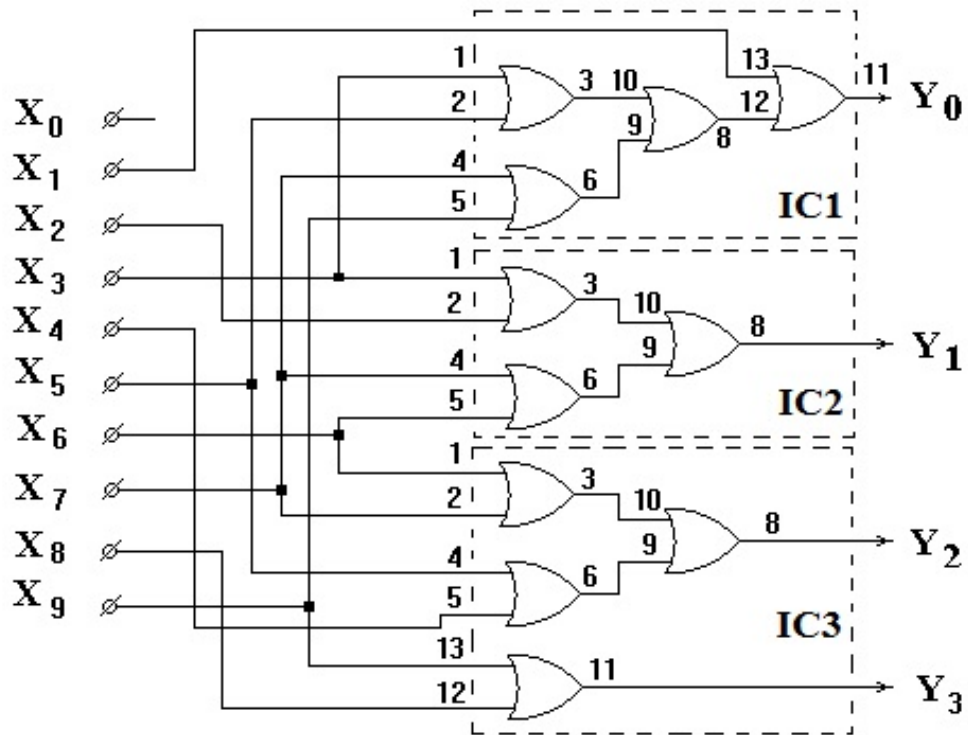 13 11
1 3 10 Y0
2 12
X0 9 8
X1 4 6
X2 5 IC1
X3 1 3
X4 2 10 8
X5 4 9 Y1
X6 5 6 IC2
1 3
X7 2 10 8
X8 4 9 Y2
X9 5 6
IC3
13 11
12 Y3